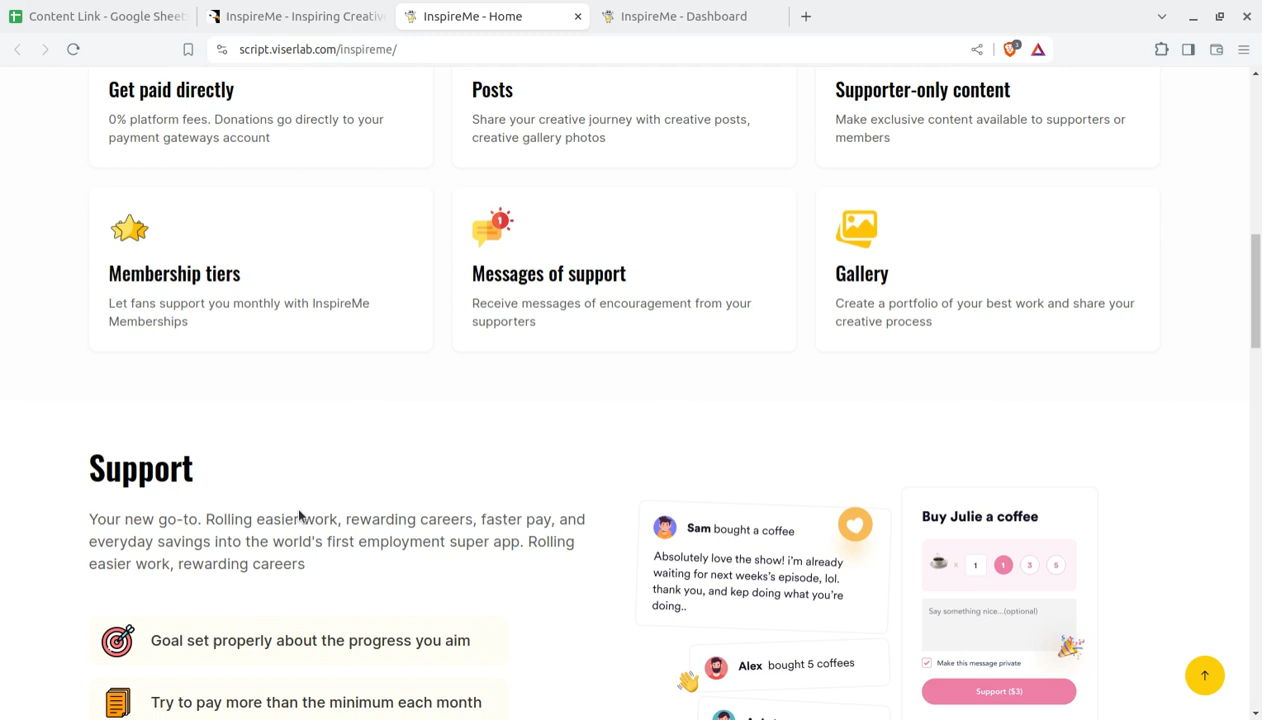 Content Link - Google Sheet
InspireMe - Inspiring Creativ
InspireMe - Home
InspireMe - Dashboard
script.viserlab.com/inspireme/
Get paid directly
0% platform fees. Donations go directly to your
payment gateways account
Posts
Share your creative journey with creative posts,
creative gallery photos
Supporter-only content
Make exclusive content available to supporters or
members
Membership tiers
Let fans support you monthly with InspireMe
Memberships
Messages of support
Receive messages of encouragement from your
supporters
Gallery
Create a portfolio of your best work and share your
creative process
Support
Your new go-to. Rolling easier work, rewarding careers, faster pay, and
everyday savings into the world's first employment super app. Rolling
easier work, rewarding careers
Goal set properly about the progress you aim
Try to pay more than the minimum each month
Sam bought a coffee
Absolutely love the show! i'm already
waiting for next weeks's episode, lol.
thank you, and kep doing what you're
doing..
Alex bought 5 coffees
Buy Julie a coffee
x 1 1 3 5
Say something nice...(optional)
Make this message private
Support ($3)